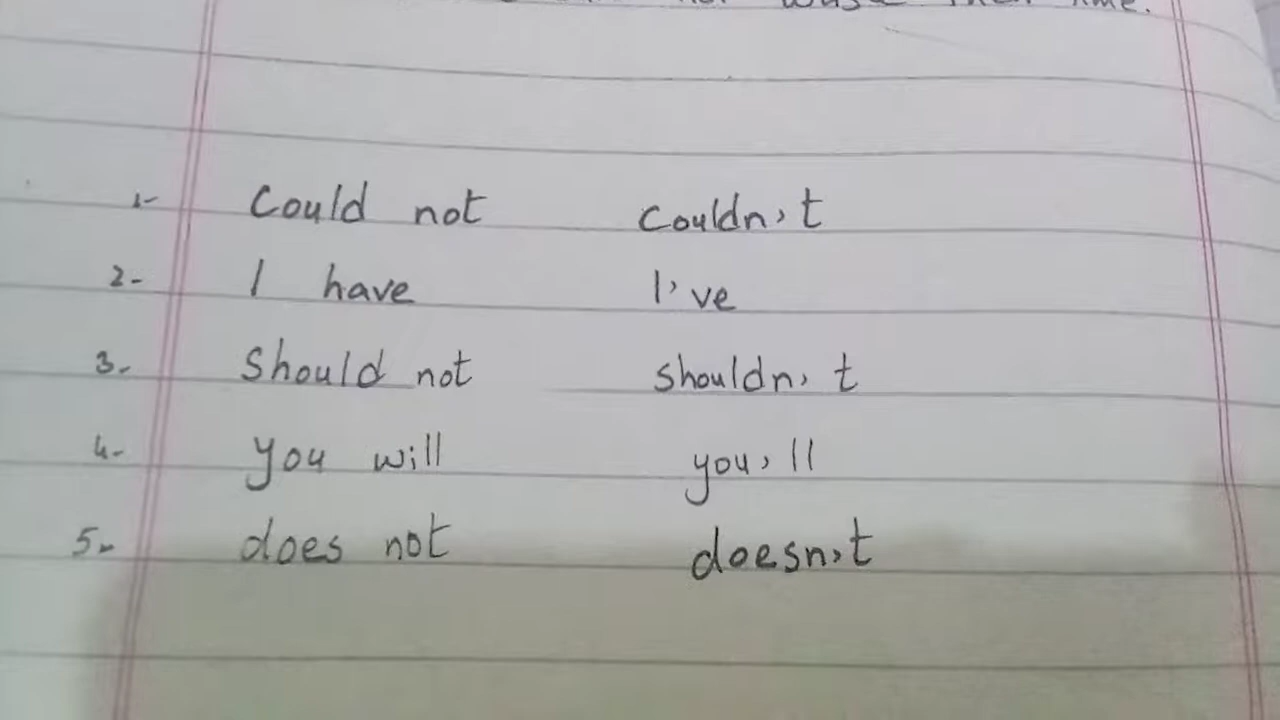 time.
1- Could not couldn,t
2- I have I've
3- Should not shouldn,t
4- you will you,ll
5- does not doesn,t